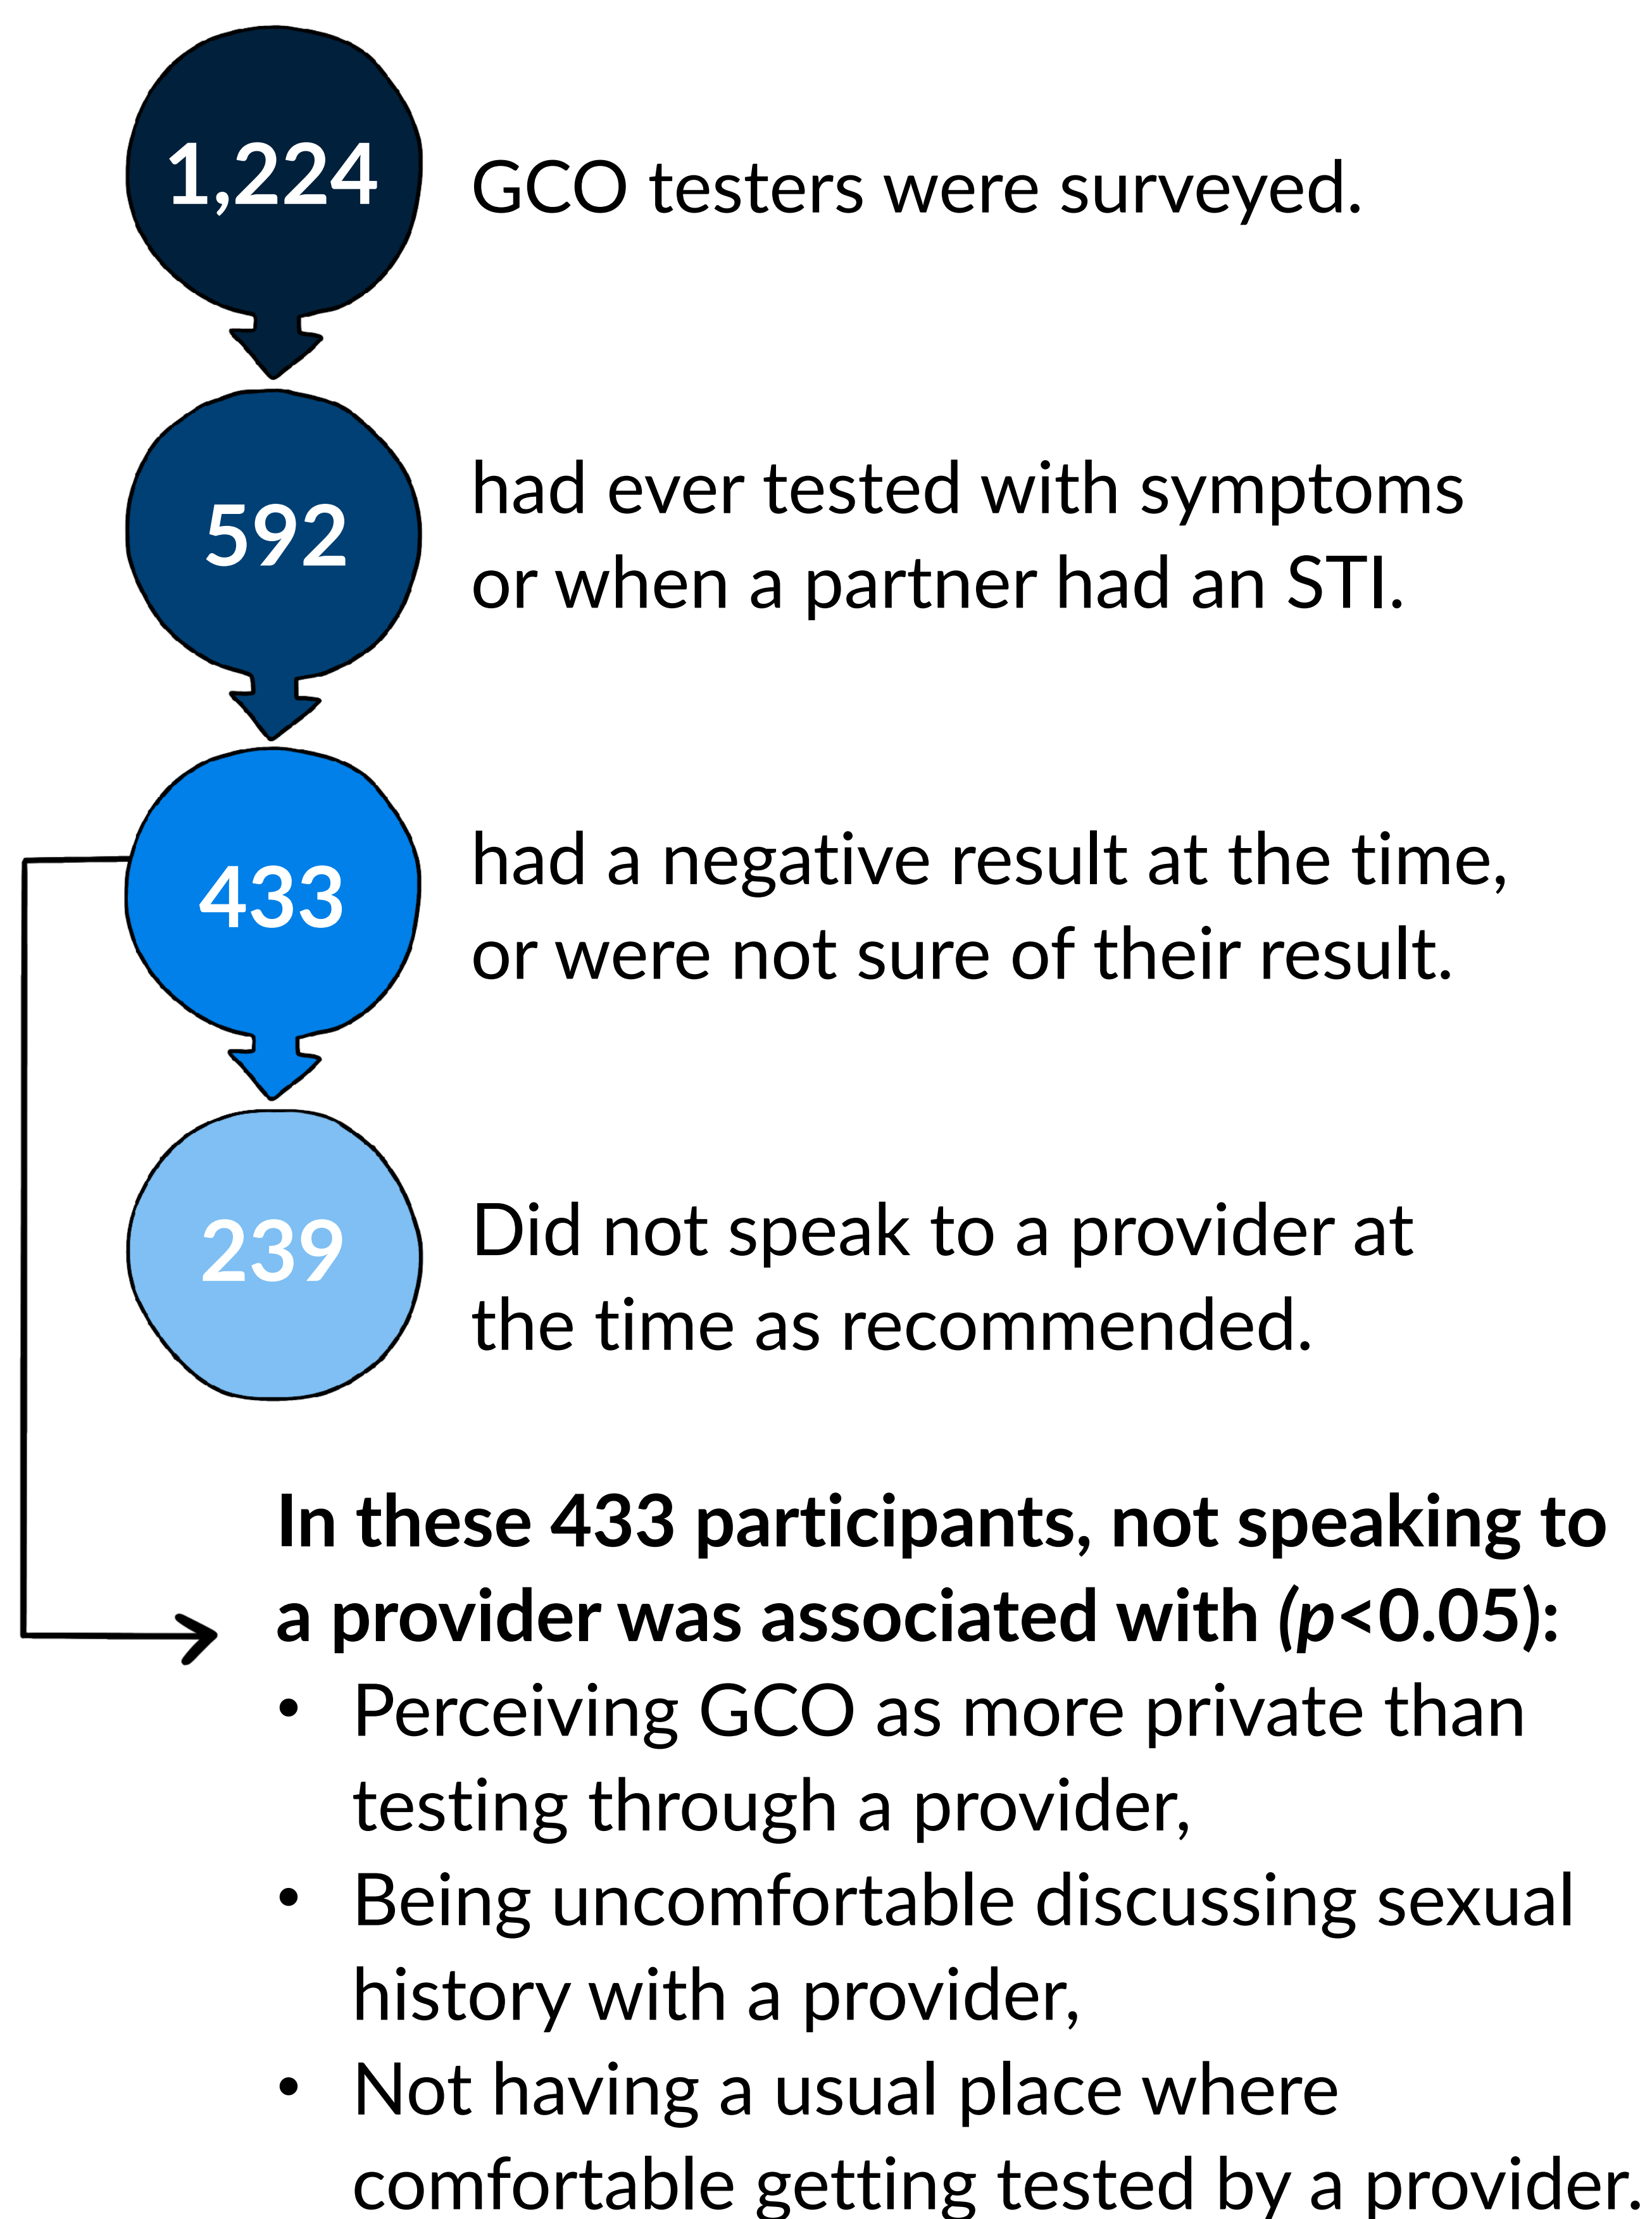 1,224
GCO testers were surveyed.
592
had ever tested with symptoms
or when a partner had an STI.
433
had a negative result at the time,
or were not sure of their result.
239
Did not speak to a provider at
the time as recommended.
In these 433 participants, not speaking to
a provider was associated with (p<0.05):
• Perceiving GCO as more private than
testing through a provider,
• Being uncomfortable discussing sexual
history with a provider,
• Not having a usual place where
comfortable getting tested by a provider.